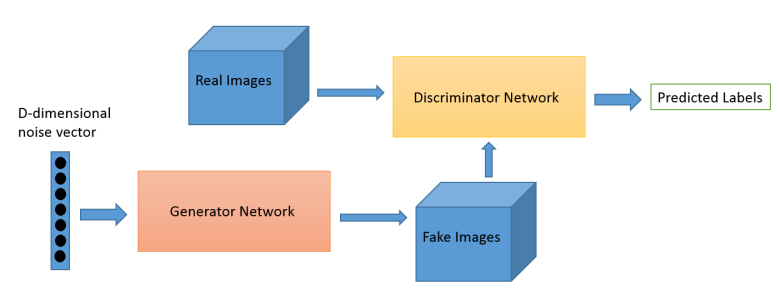 Real Images
Discriminator Network
Predicted Labels
D-dimensional
noise vector
Generator Network
Fake Images